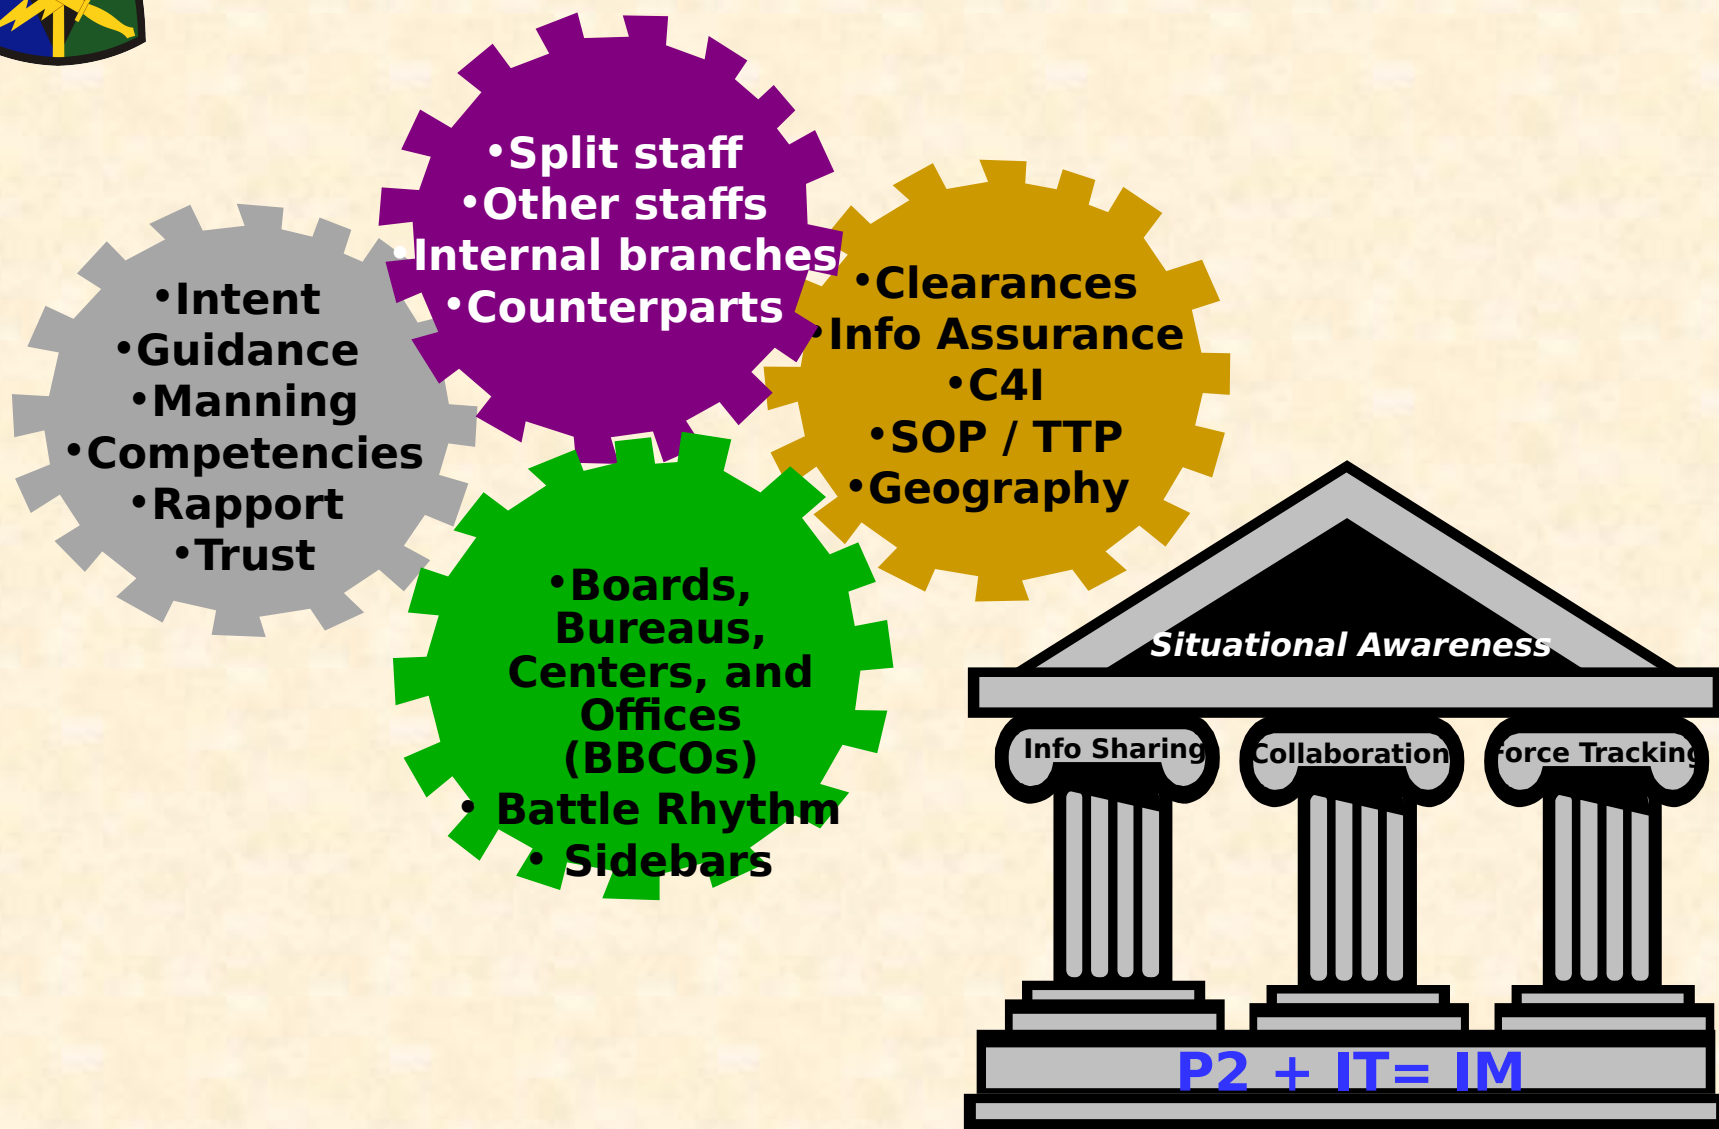 •Split staff
•Other staffs
•Internal branches
•Counterparts
•Intent
•Guidance
•Manning
•Competencies
•Rapport
•Trust
•Clearances
•Info Assurance
•C4I
•SOP / TTP
•Geography
•Boards,
Bureaus,
Centers, and
Offices
(BBCOs)
• Battle Rhythm
• Sidebars
Situational Awareness
Info Sharing
Collaboration
Force Tracking
P2 + IT= IM